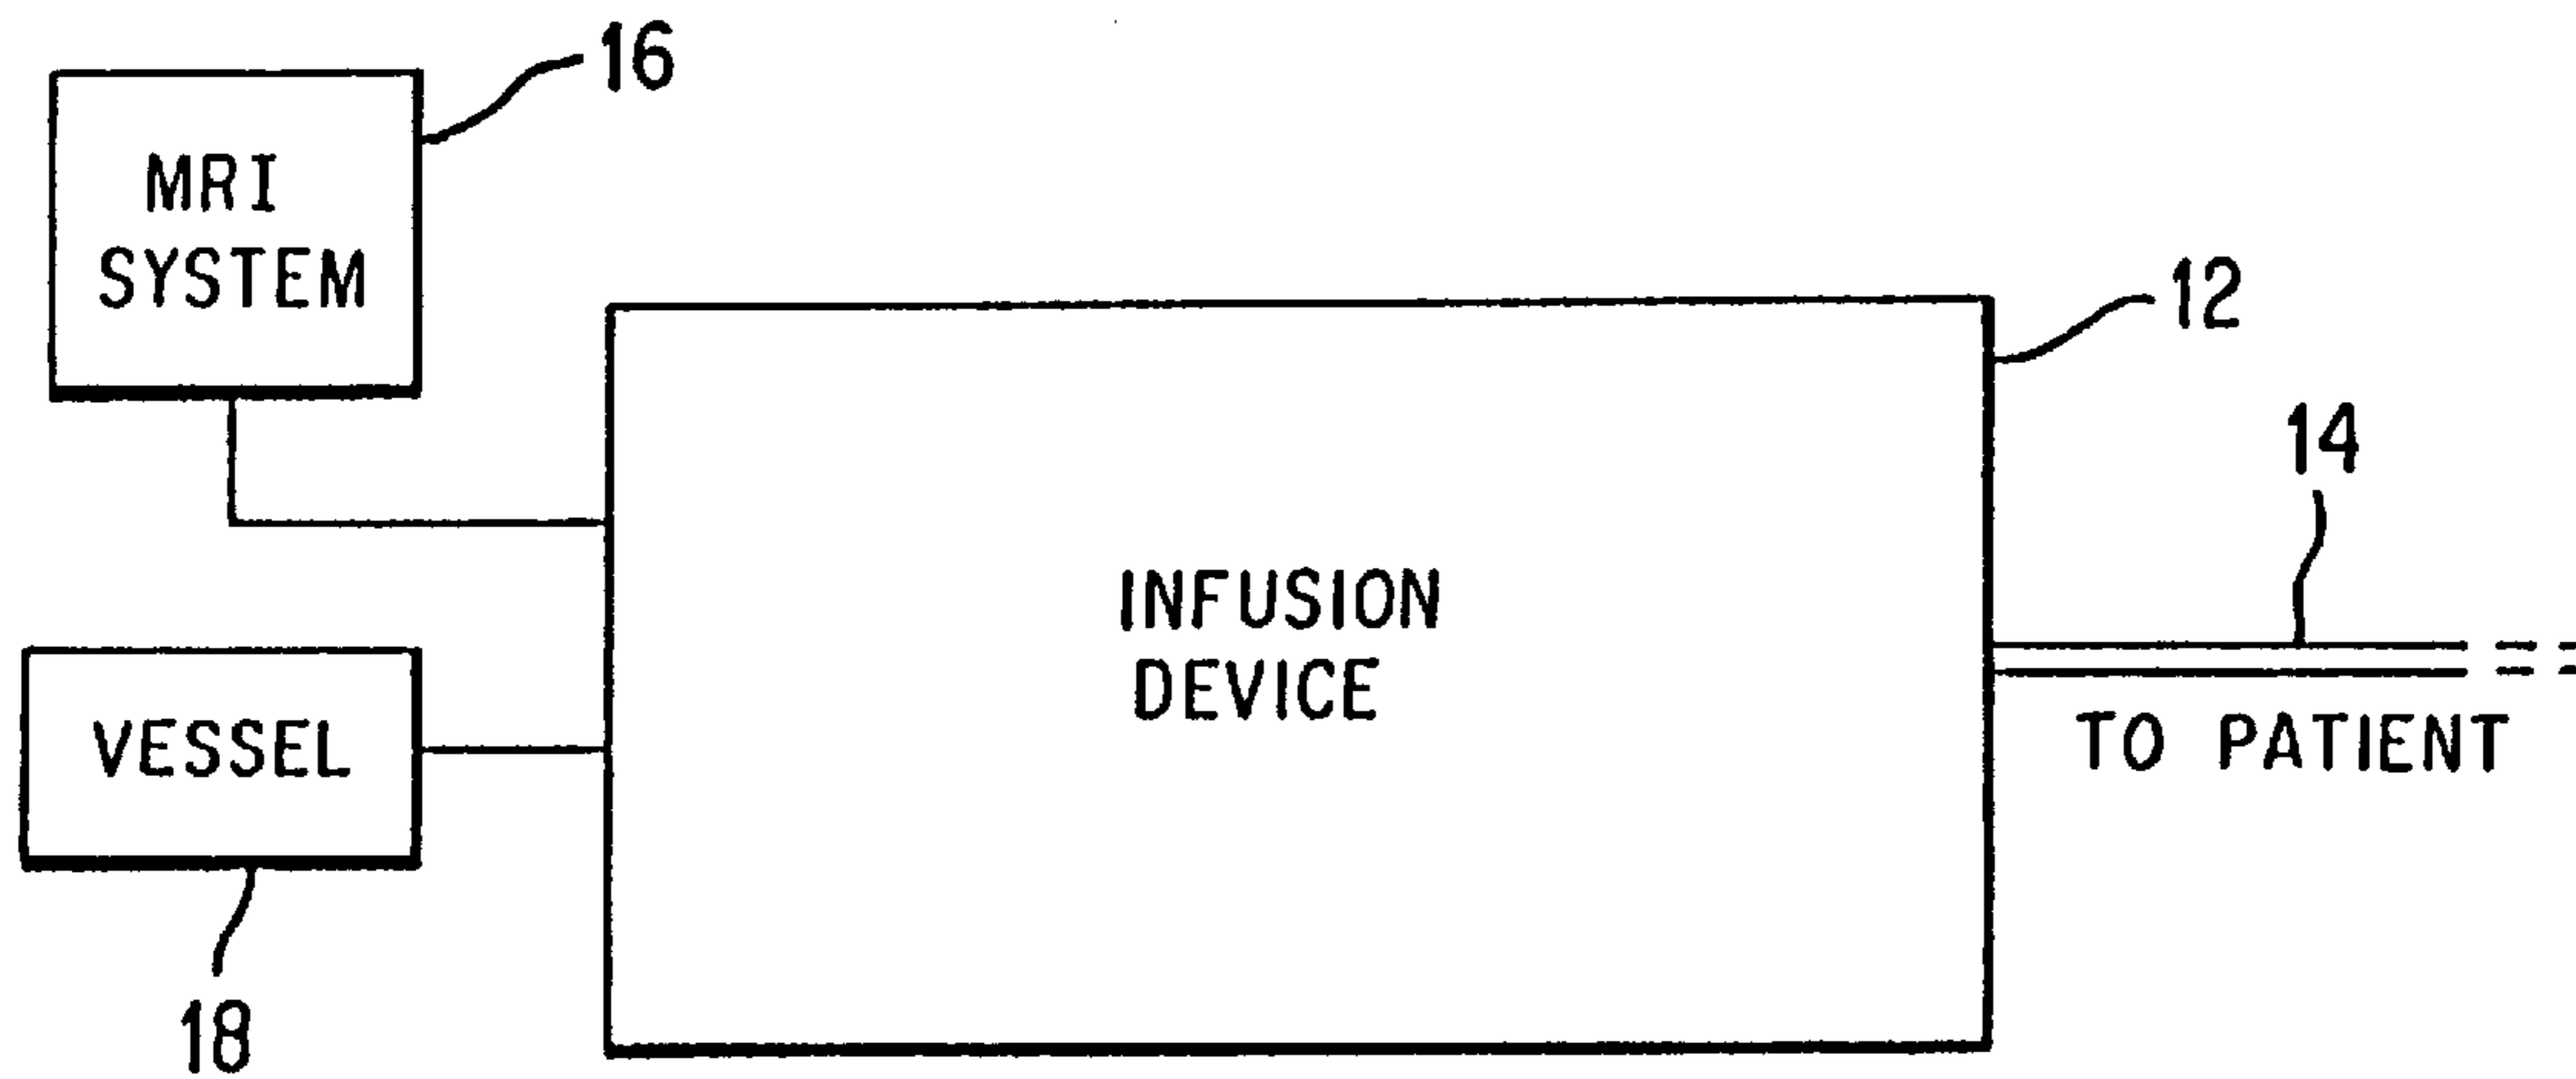 16
MRI
SYSTEM
12
14
INFUSION
DEVICE
VESSEL
TO PATIENT
18